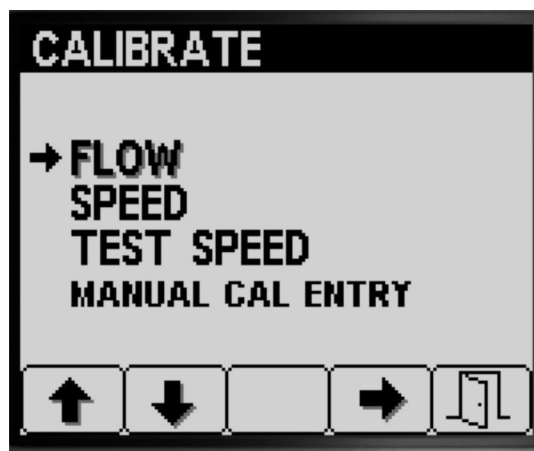 CALIBRATE
FLOW
SPEED
TEST SPEED
MANUAL CAL ENTRY